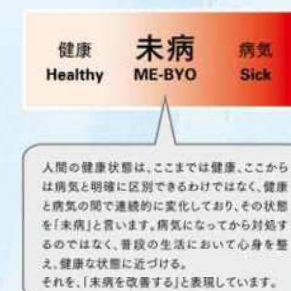 健康 未病 病気
Healthy ME-BYO Sick
人間の健康状態は、ここまでは健康、ここから
は病気と明確に区別できるわけではなく、健康
と病気の間で連続的に変化しており、その状態
を「未病」と言います。病気になってから対処す
るのではなく、普段の生活において心身を整
え、健康な状態に近づける。
それを、「未病を改善する」と表現しています。